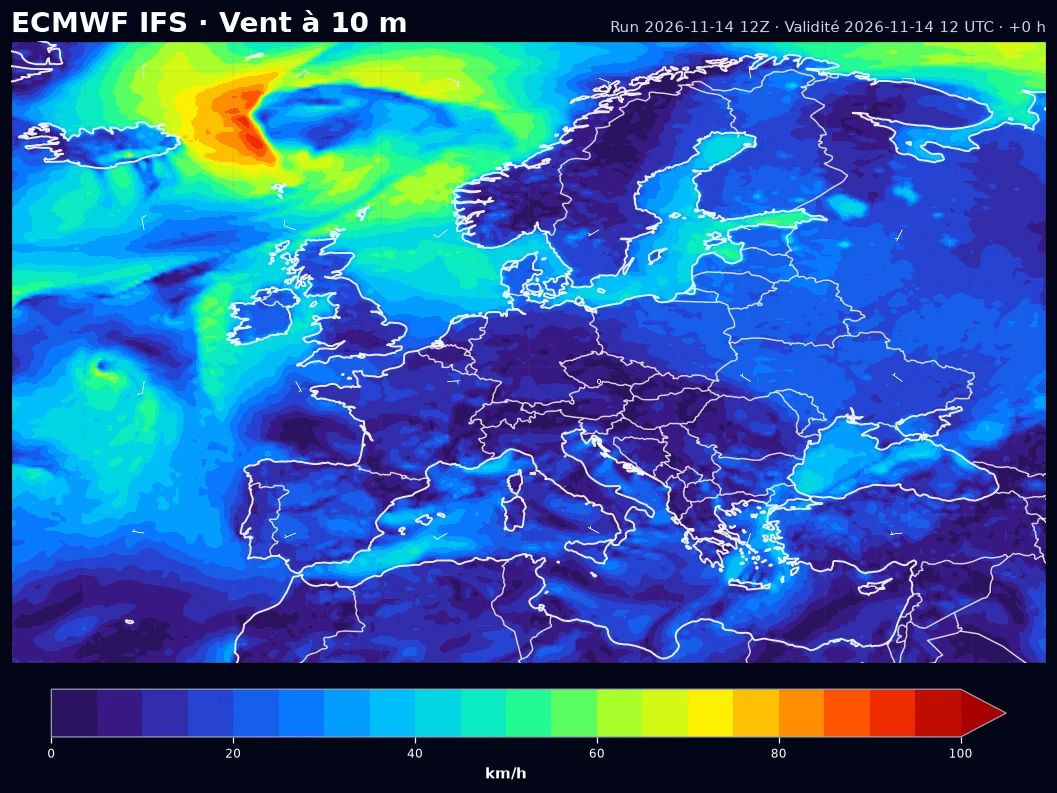 ECMWF IFS · Vent à 10 m
Run 2026-11-14 12Z · Validité 2026-11-14 12 UTC · +0 h
0 20 40 60 80 100
km/h